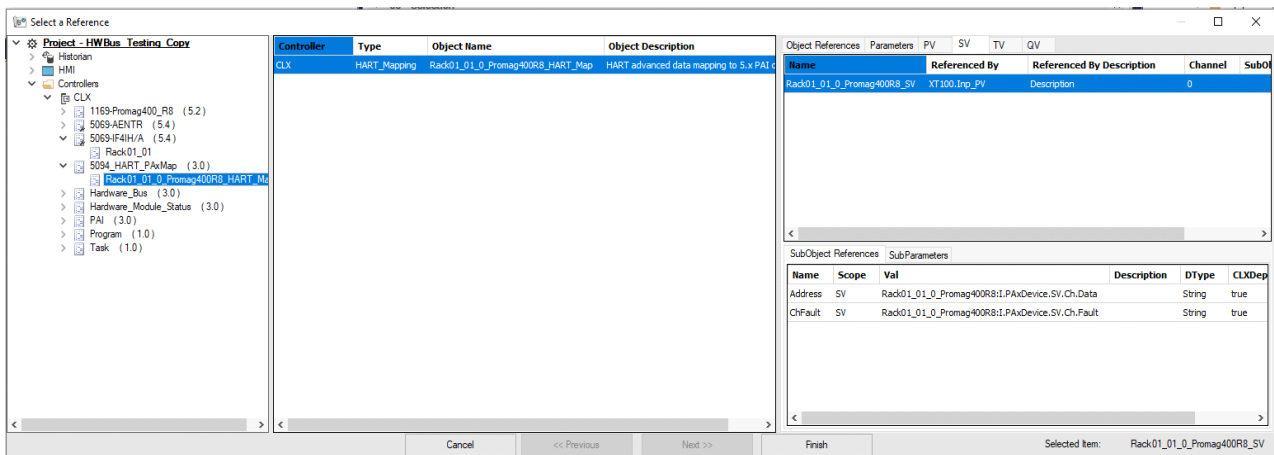 Select a Reference
Project - HWBus_Testing_Copy
Historian
HMI
Controllers
CLX
1169-Promag400_R8 (5.2)
5069-AENTR (5.4)
5069-IF4IH/A (5.4)
Rack01_01
5094_HART_PAxMap (3.0)
Rack01_01_0_Promag400R8_HART_Ma
Hardware_Bus (3.0)
Hardware_Module_Status (3.0)
PAI (3.0)
Program (1.0)
Task (1.0)
Controller Type Object Name Object Description
CLX HART_Mapping Rack01_01_0_Promag400R8_HART_Map HART advanced data mapping to 5.x PAI c
Object References Parameters PV SV TV QV
Name Referenced By Referenced By Description Channel SubOl
Rack01_01_0_Promag400R8_SV XT100.Inp_PV Description 0
SubObject References SubParameters
Name Scope Val Description DType CLXDep
Address SV Rack01_01_0_Promag400R8:I.PAxDevice.SV.Ch.Data String true
ChFault SV Rack01_01_0_Promag400R8:I.PAxDevice.SV.Ch.Fault String true
Cancel << Previous Next >> Finish Selected Item: Rack01_01_0_Promag400R8_SV